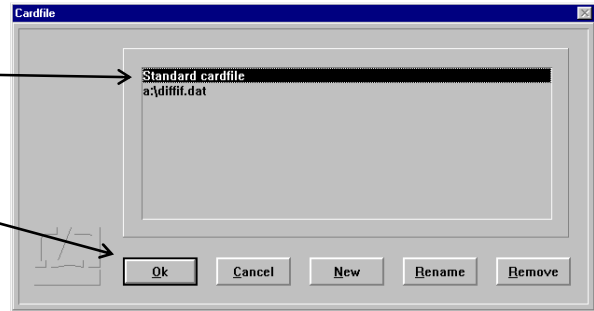 Cardfile
Standard cardfile
a:\diffif.dat
Ok
Cancel
New
Rename
Remove